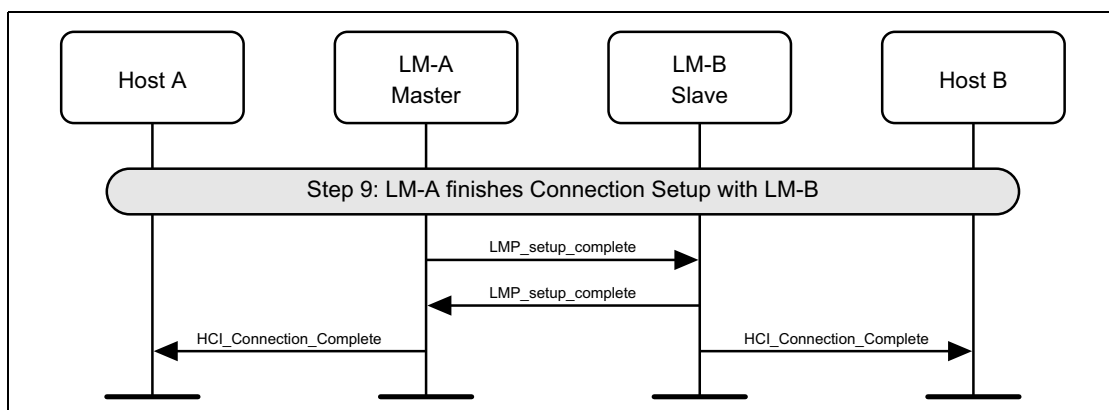 Host A
LM-A
Master
LM-B
Slave
Host B
Step 9: LM-A finishes Connection Setup with LM-B
LMP_setup_complete
LMP_setup_complete
HCI_Connection_Complete
HCI_Connection_Complete